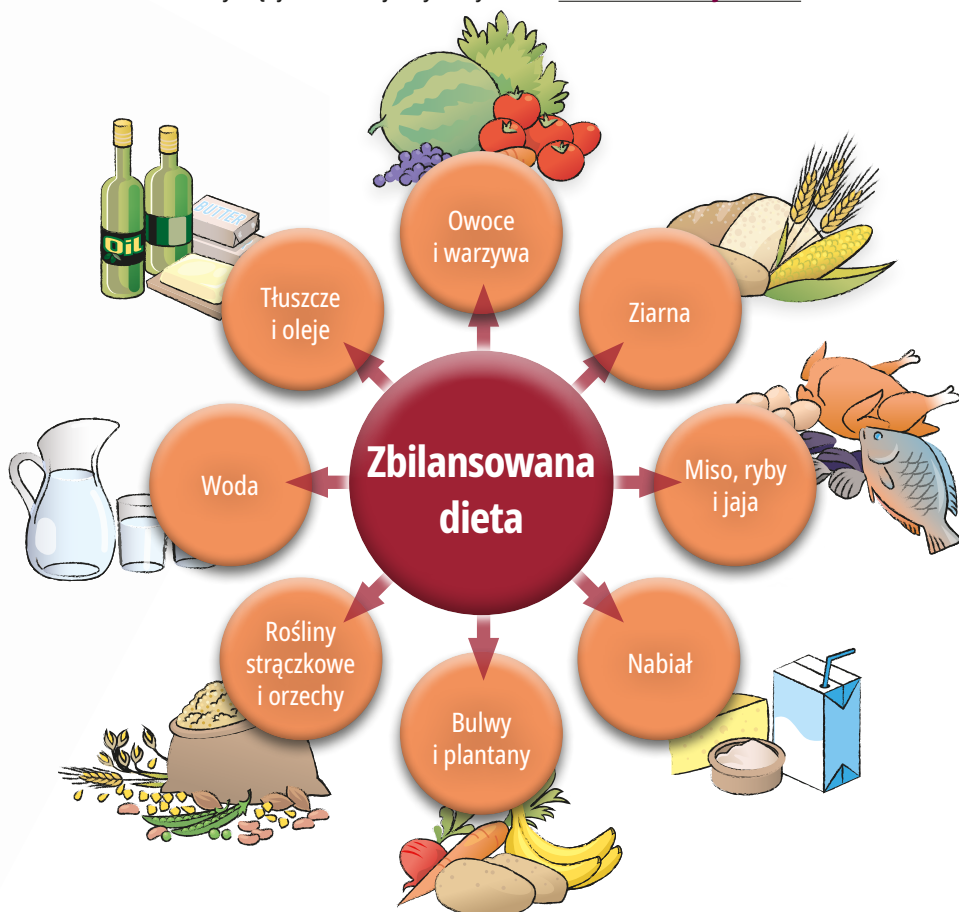 Zbilansowana
dieta
Owoce
i warzywa
Ziarna
Miso, ryby
i jaja
Nabiał
Bulwy
i plantany
Rośliny
strączkowe
i orzechy
Woda
Tłuszcze
i oleje
OiL
BUTTER